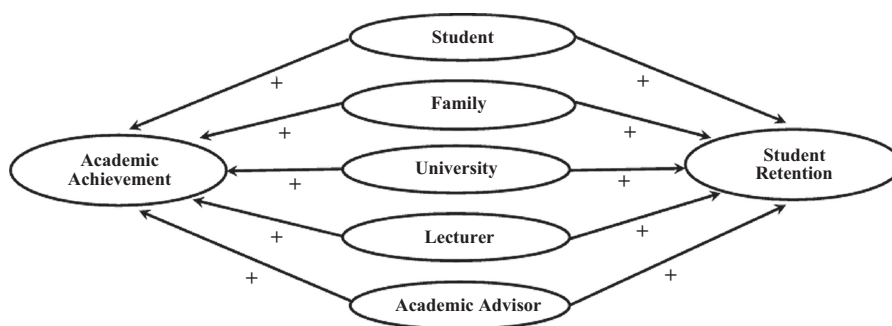 Student
+
+
Family
+
+
Academic
Achievement
University
Student
Retention
+
+
Lecturer
+
+
+
Academic Advisor
+